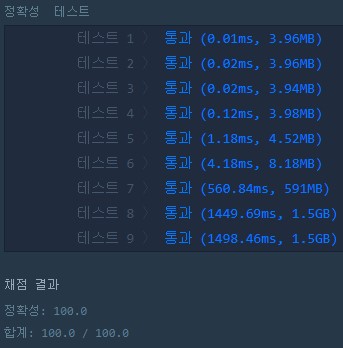 정확성 테스트
테스트 1 〉 통과 (0.01ms, 3.96MB)
테스트 2 〉 통과 (0.02ms, 3.96MB)
테스트 3 〉 통과 (0.02ms, 3.94MB)
테스트 4 〉 통과 (0.12ms, 3.98MB)
테스트 5 〉 통과 (1.18ms, 4.52MB)
테스트 6 〉 통과 (4.18ms, 8.18MB)
테스트 7 〉 통과 (560.84ms, 591MB)
테스트 8 〉 통과 (1449.69ms, 1.5GB)
테스트 9 〉 통과 (1498.46ms, 1.5GB)
채점 결과
정확성: 100.0
합계: 100.0 / 100.0